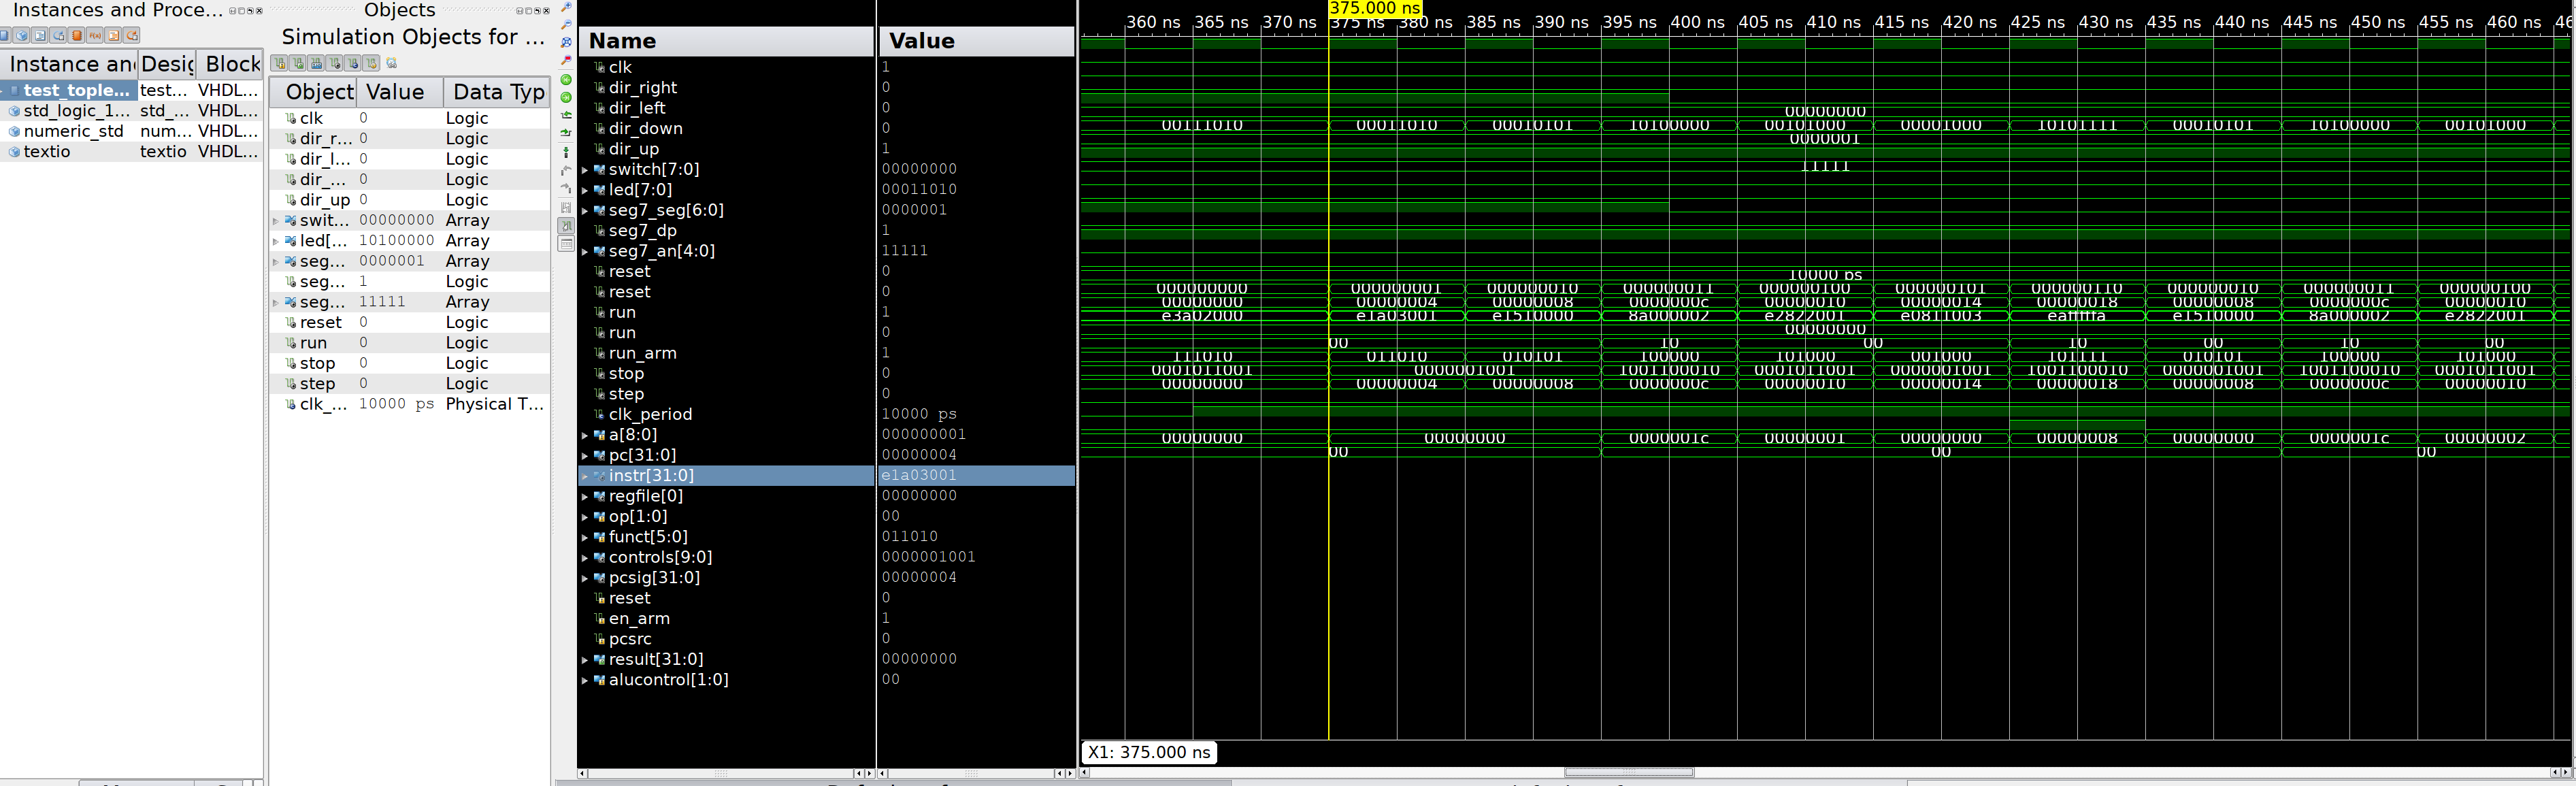 Instances and Proce...
Instance and
Desig
Block
test_tople...
test...
VHDL...
std_logic_1...
std_...
VHDL...
numeric_std
num...
VHDL...
textio
textio
VHDL...
Objects
Simulation Objects for ...
Object
Value
Data Typ
clk 0 Logic
dir_r... 0 Logic
dir_l... 0 Logic
dir_... 0 Logic
dir_up 0 Logic
swit... 00000000 Array
led[... 10100000 Array
seg... 0000001 Array
seg... 1 Logic
seg... 11111 Array
reset 0 Logic
run 0 Logic
stop 0 Logic
step 0 Logic
clk_... 10000 ps Physical T...
Name Value
clk 1
dir_right 0
dir_left 0
dir_down 0
dir_up 1
switch[7:0] 00000000
led[7:0] 00011010
seg7_seg[6:0] 0000001
seg7_dp 1
seg7_an[4:0] 11111
reset 0
reset 0
run 1
run 0
run_arm 1
stop 0
step 0
clk_period 10000 ps
a[8:0] 000000001
pc[31:0] 00000004
instr[31:0] e1a03001
regfile[0] 00000000
op[1:0] 00
funct[5:0] 011010
controls[9:0] 0000001001
pcsig[31:0] 00000004
reset 0
en_arm 1
pcsrc 0
result[31:0] 00000000
alucontrol[1:0] 00
375.000 ns
360 ns 365 ns 370 ns 375 ns 380 ns 385 ns 390 ns 395 ns 400 ns 405 ns 410 ns 415 ns 420 ns 425 ns 430 ns 435 ns 440 ns 445 ns 450 ns 455 ns 460 ns 46
00000000
00111010 00011010 00010101 10100000 00101000 00001000 10101111 00010101 10100000 00101000
0000001
11111
10000 ps
000000000 000000001 000000010 000000011 000000100 000000101 000000110 000000010 000000011 000000100
00000000 00000004 00000008 0000000c 00000010 00000014 00000018 00000008 0000000c 00000010
e3a02000 e1a03001 e1510000 8a000002 e2822001 e0811003 eafffffa e1510000 8a000002 e2822001
00000000
00 10 00 10 00 10 00
111010 011010 010101 100000 101000 001000 101111 010101 100000 101000
0001011001 0000001001 1001100010 0001011001 0000001001 1001100010 0000001001 1001100010 0001011001
00000000 00000004 00000008 0000000c 00000010 00000014 00000018 00000008 0000000c 00000010
00000000 00000000 0000001c 00000001 00000000 00000008 00000000 0000001c 00000002
00 00 00
X1: 375.000 ns